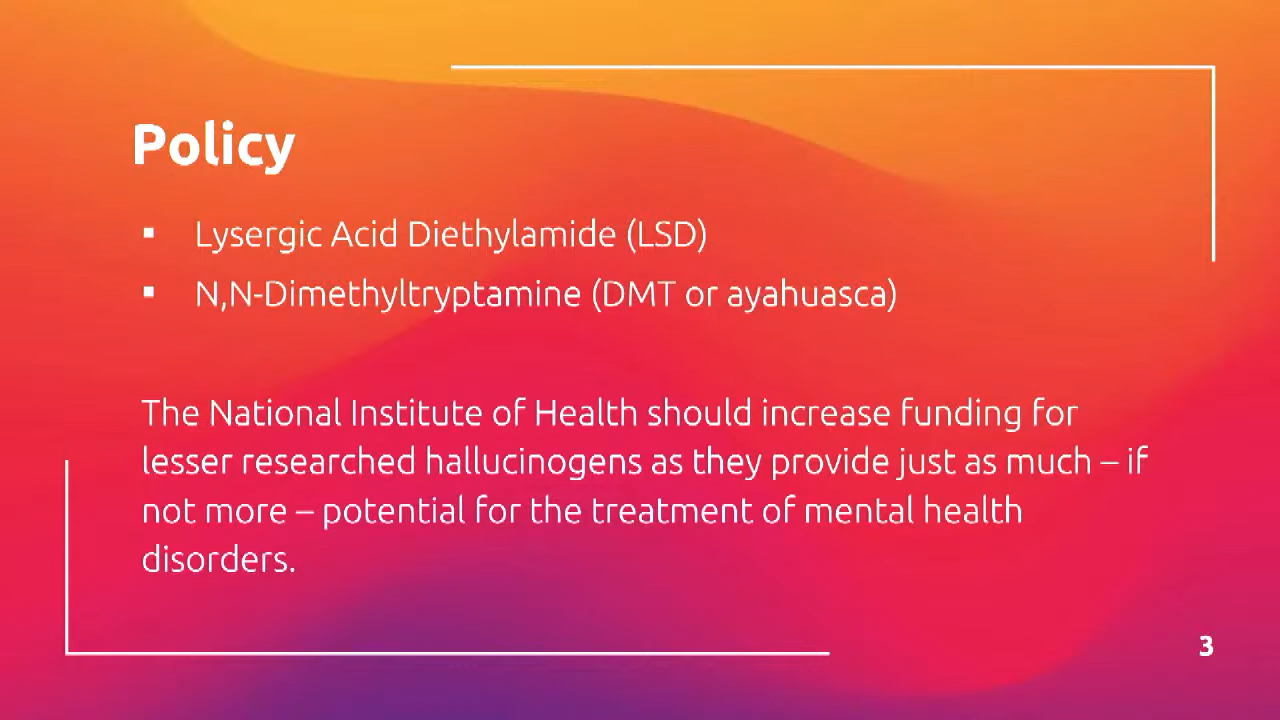 Policy
▪ Lysergic Acid Diethylamide (LSD)
▪ N,N-Dimethyltryptamine (DMT or ayahuasca)
The National Institute of Health should increase funding for
lesser researched hallucinogens as they provide just as much – if
not more – potential for the treatment of mental health
disorders.
3